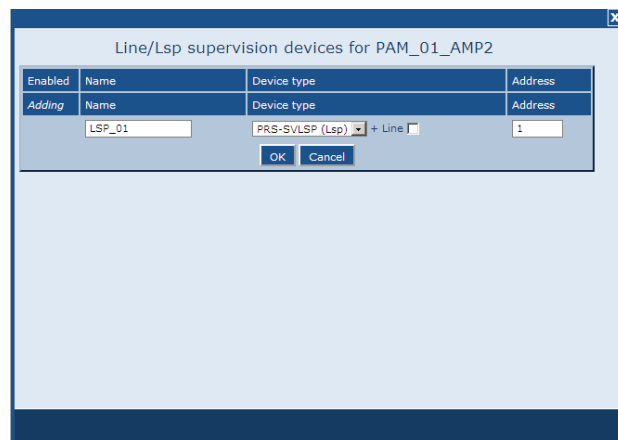 X
Line/Lsp supervision devices for PAM_01_AMP2
Enabled Name Device type Address
Adding Name Device type Address
LSP_01 PRS-SVLSP (Lsp) + Line 1
OK Cancel